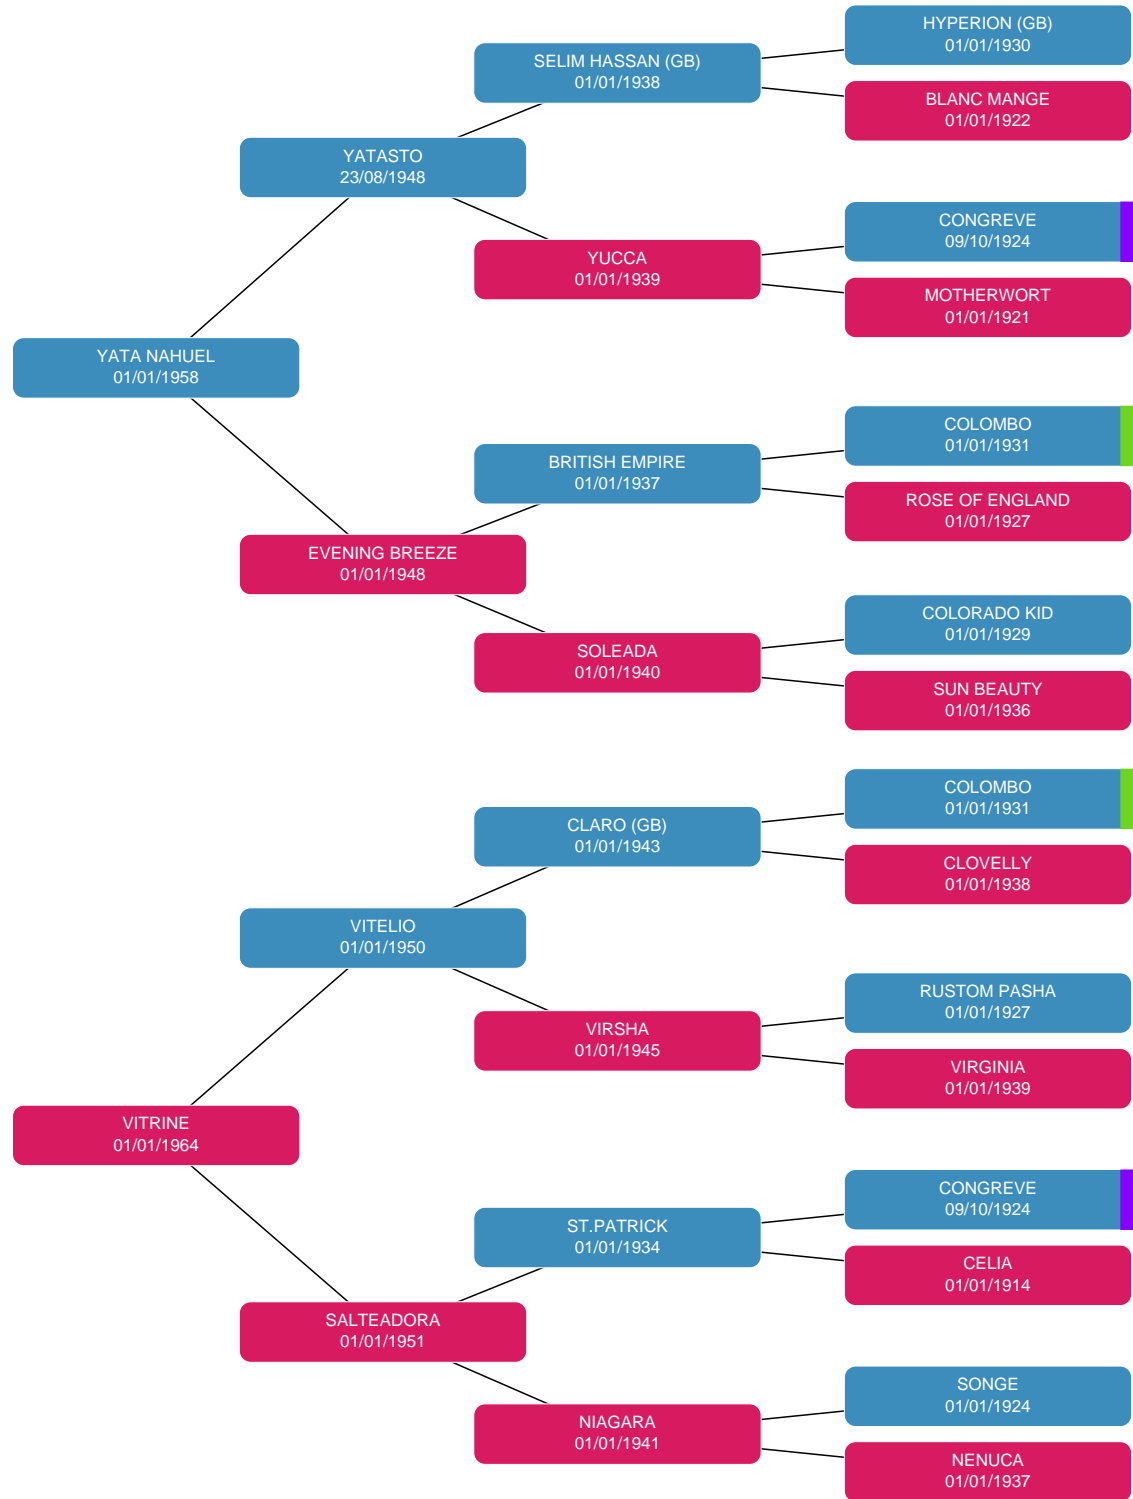 HYPERION (GB)
01/01/1930
SELIM HASSAN (GB)
01/01/1938
BLANC MANGE
01/01/1922
YATASTO
23/08/1948
CONGREVE
09/10/1924
YUCCA
01/01/1939
MOTHERWORT
01/01/1921
YATA NAHUEL
01/01/1958
COLOMBO
01/01/1931
BRITISH EMPIRE
01/01/1937
ROSE OF ENGLAND
01/01/1927
EVENING BREEZE
01/01/1948
COLORADO KID
01/01/1929
SOLEADA
01/01/1940
SUN BEAUTY
01/01/1936
COLOMBO
01/01/1931
CLARO (GB)
01/01/1943
CLOVELLY
01/01/1938
VITELIO
01/01/1950
RUSTOM PASHA
01/01/1927
VIRSHA
01/01/1945
VIRGINIA
01/01/1939
VITRINE
01/01/1964
CONGREVE
09/10/1924
ST.PATRICK
01/01/1934
CELIA
01/01/1914
SALTEADORA
01/01/1951
SONGE
01/01/1924
NIAGARA
01/01/1941
NENUCA
01/01/1937